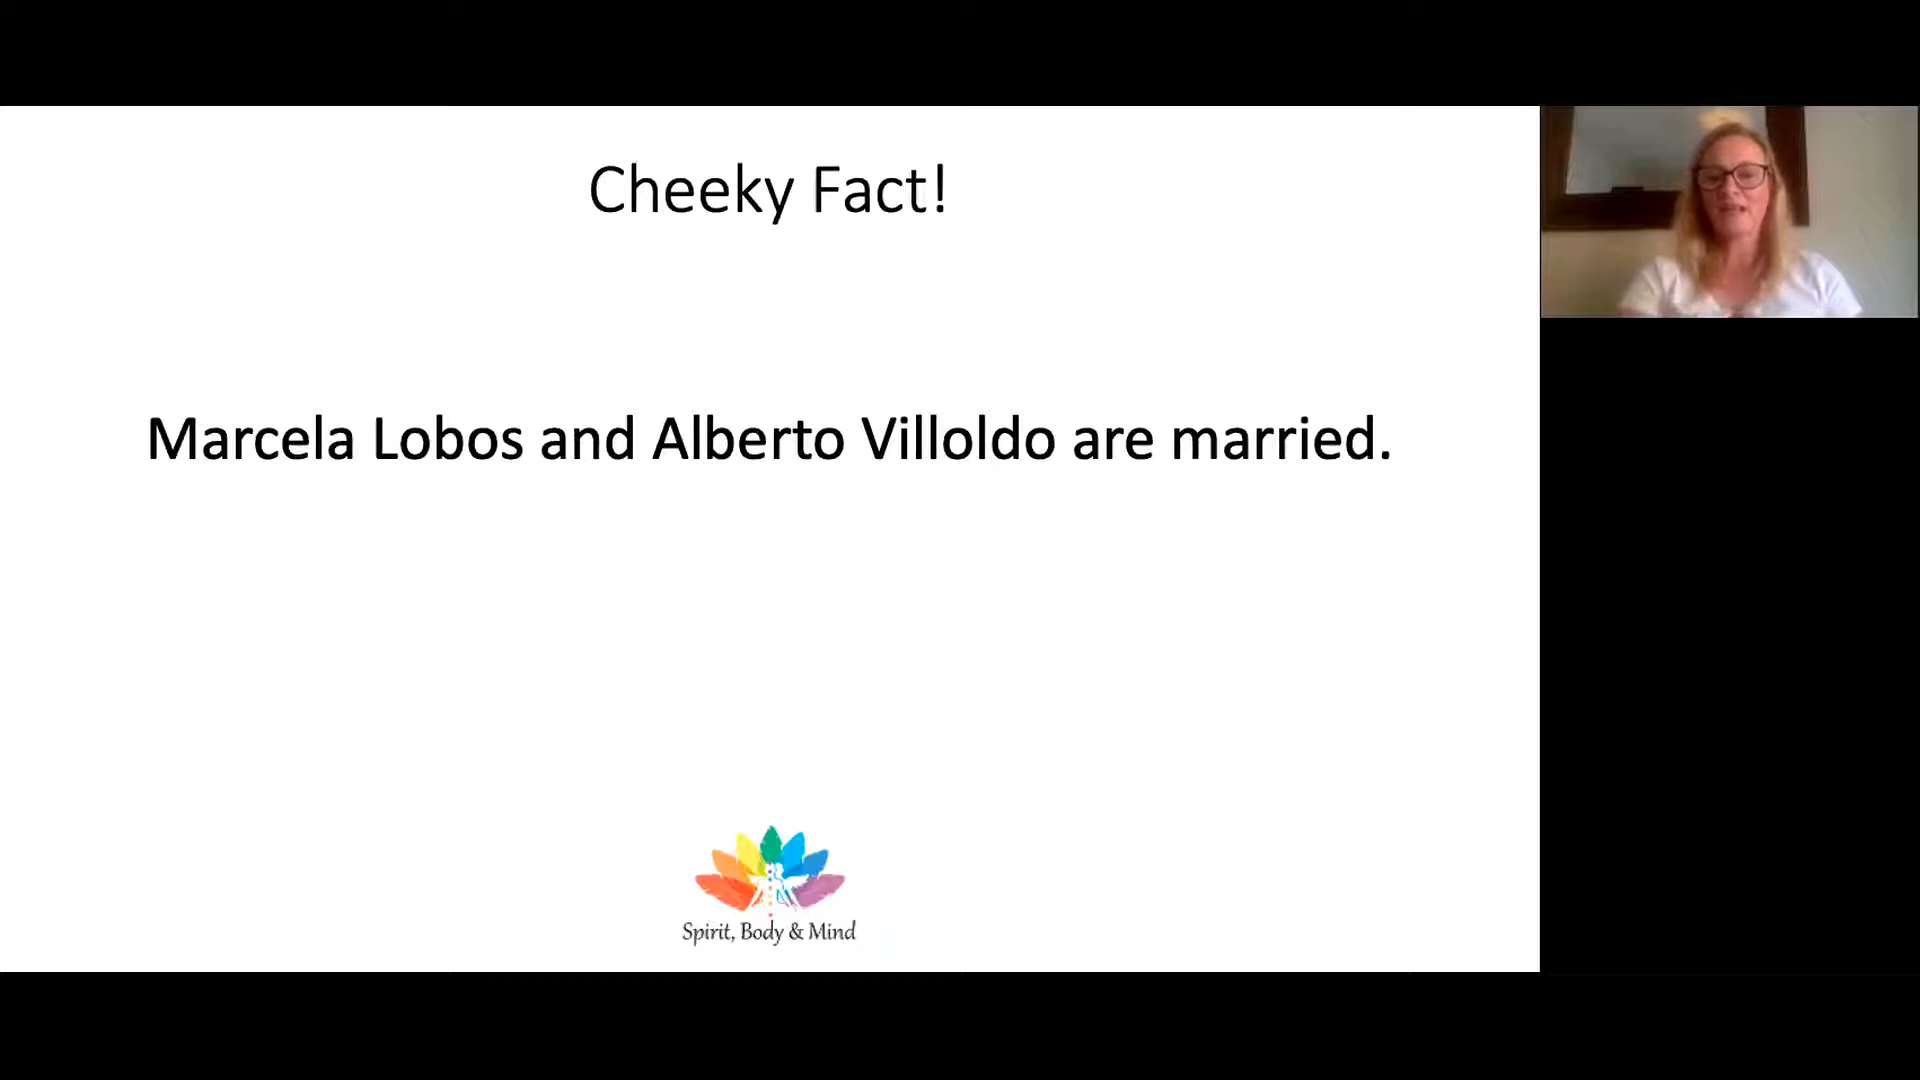 Cheeky Fact!
Marcela Lobos and Alberto Villoldo are married.
Spirit, Body & Mind